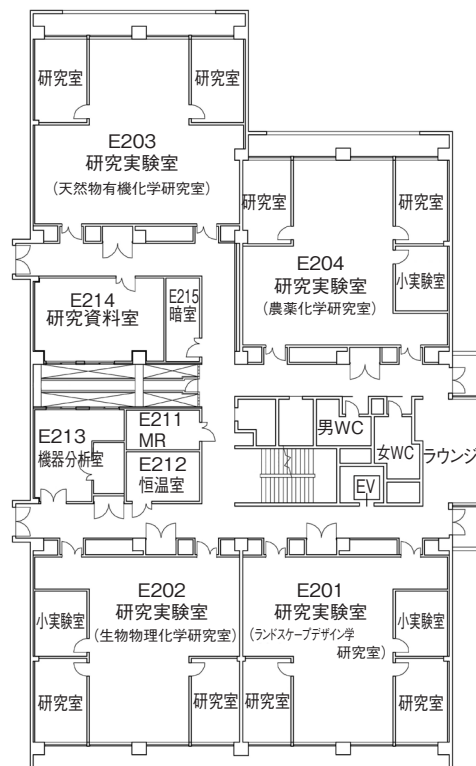 研究室
研究室
E203
研究実験室
(天然物有機化学研究室)
研究室
研究室
E204
研究実験室
(農薬化学研究室)
小実験室
E214
研究資料室
E215
暗室
E213
機器分析室
E211
MR
E212
恒温室
男WC
女WC
ラウンジ
EV
E202
研究実験室
(生物物理化学研究室)
小実験室
研究室
研究室
E201
研究実験室
(ランドスケープデザイン学
研究室)
小実験室
研究室
研究室